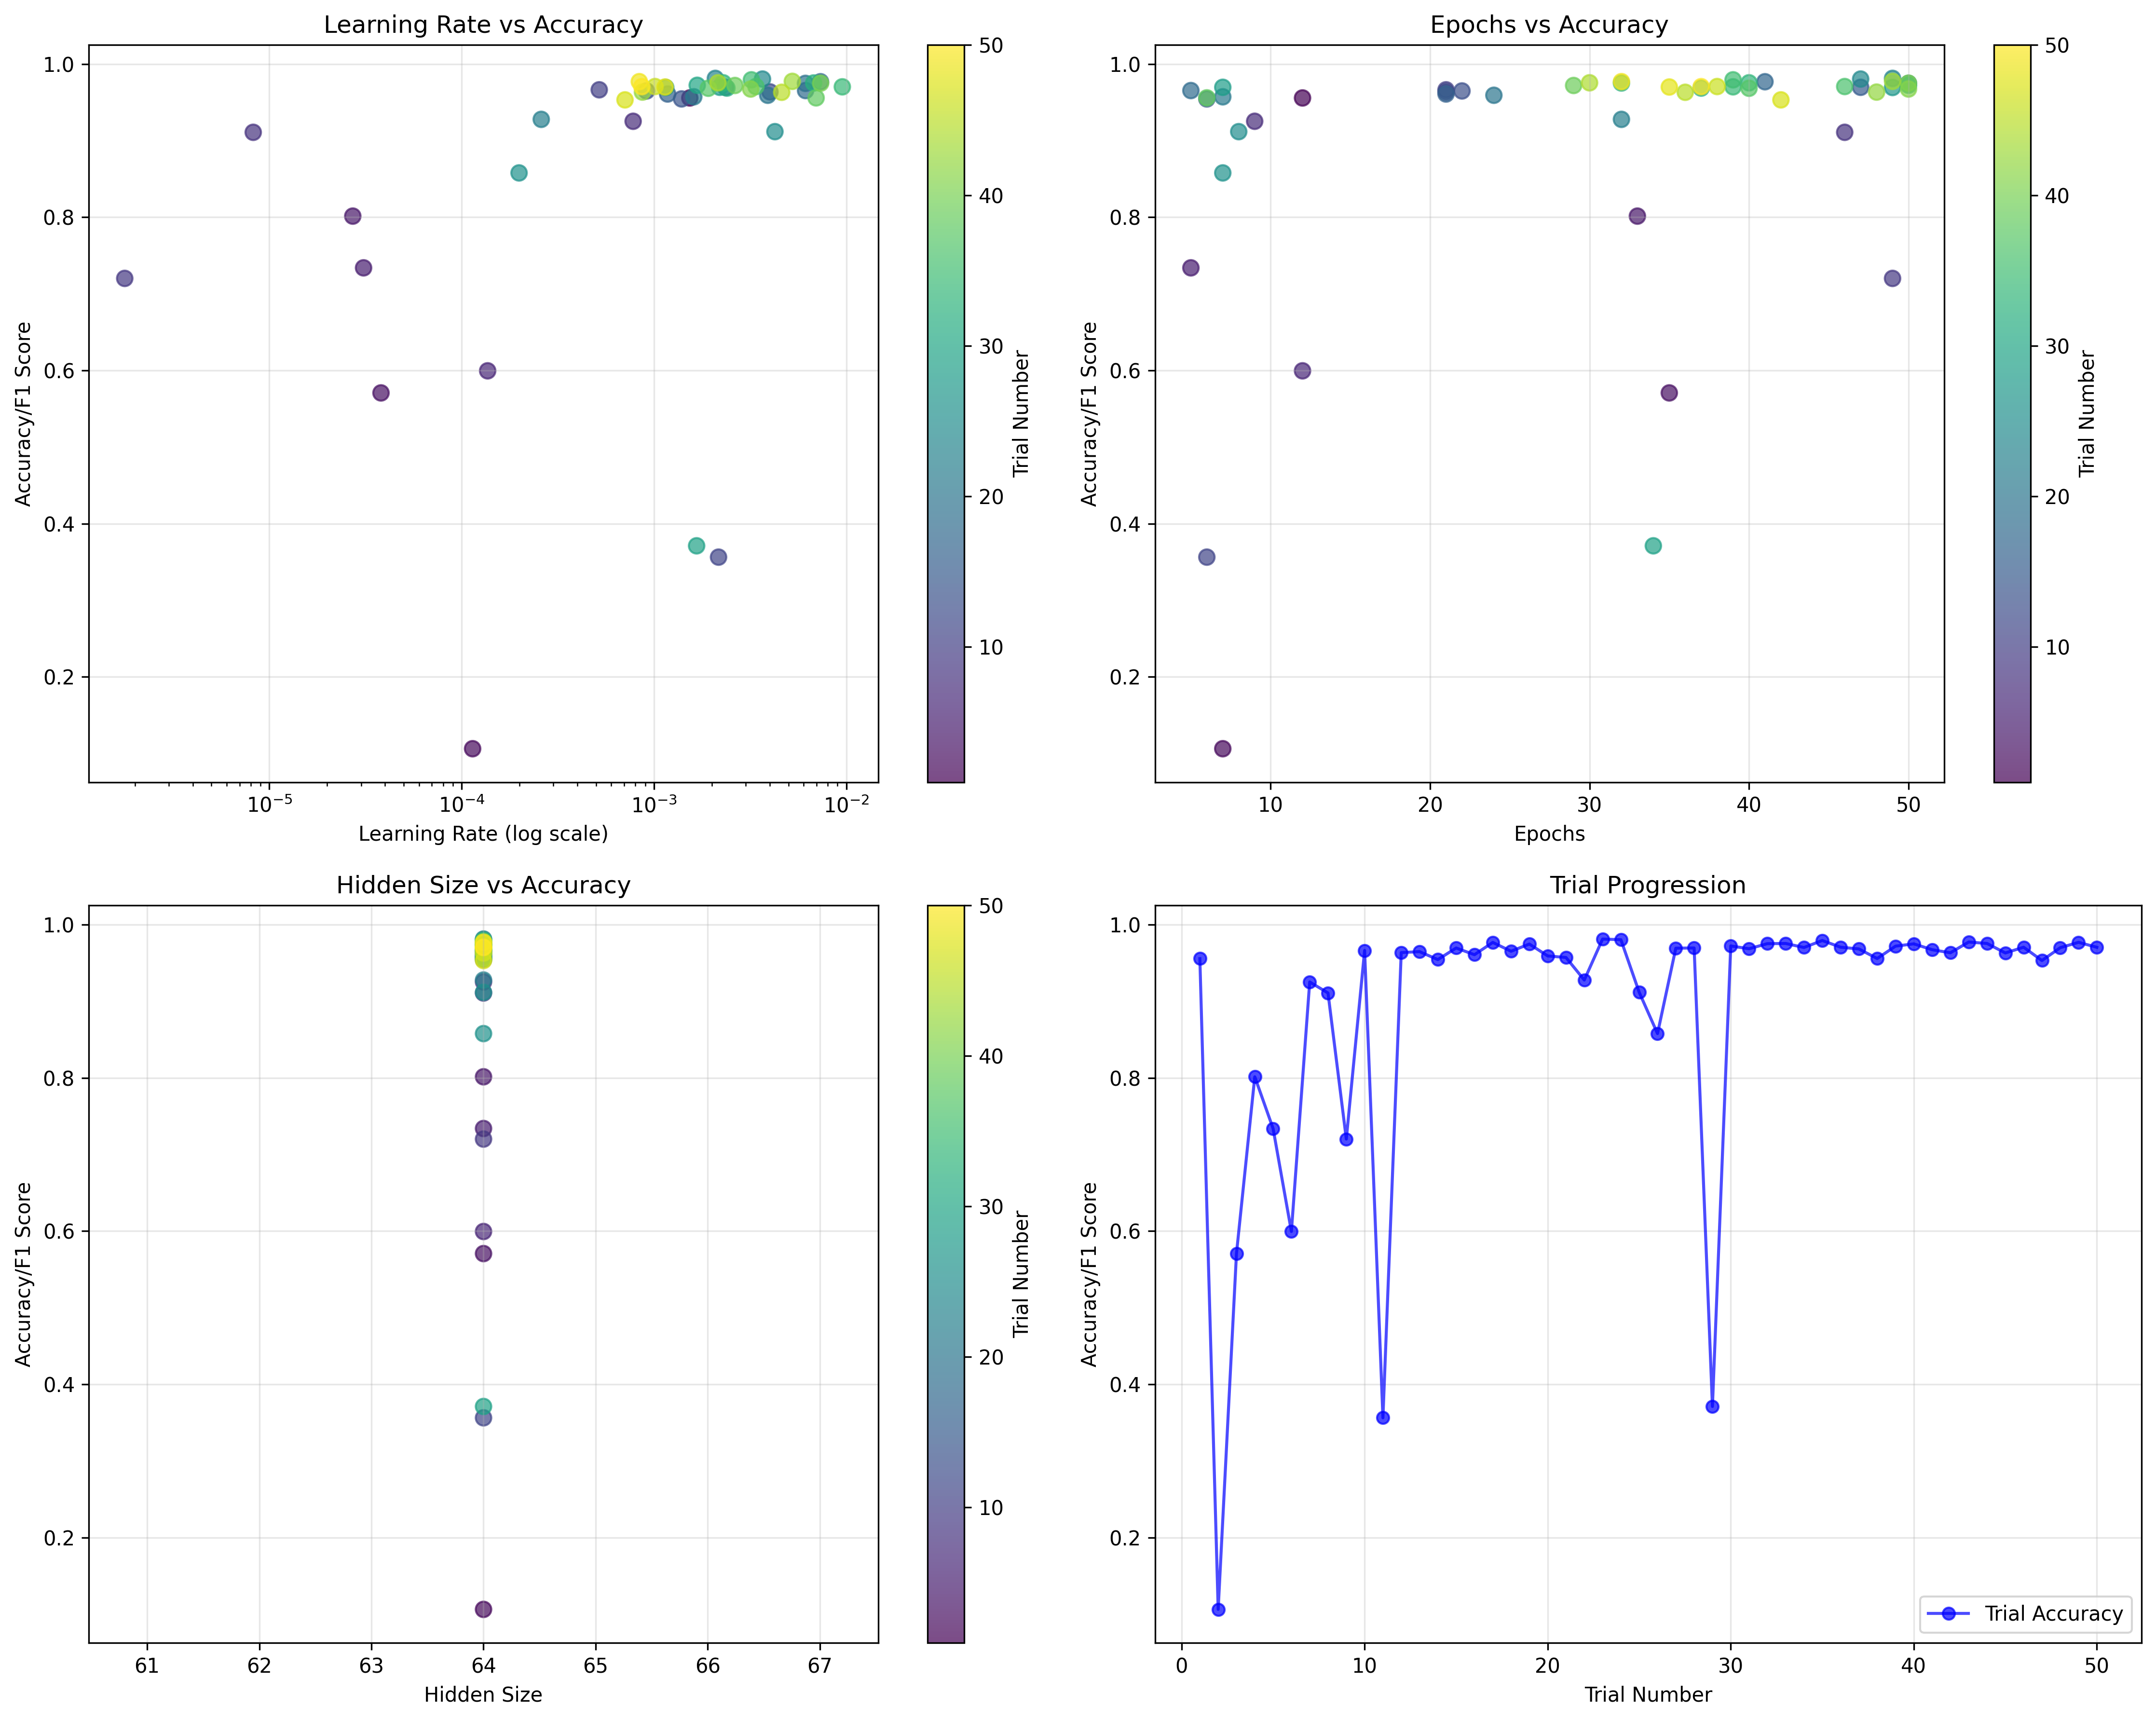 Learning Rate vs Accuracy
Accuracy/F1 Score
1.0
0.8
0.6
0.4
0.2
10⁻⁵ 10⁻⁴ 10⁻³ 10⁻²
Learning Rate (log scale)
50
40
30
20
10
Trial Number
Epochs vs Accuracy
Accuracy/F1 Score
1.0
0.8
0.6
0.4
0.2
10 20 30 40 50
Epochs
50
40
30
20
10
Trial Number
Hidden Size vs Accuracy
Accuracy/F1 Score
1.0
0.8
0.6
0.4
0.2
61 62 63 64 65 66 67
Hidden Size
50
40
30
20
10
Trial Number
Trial Progression
Accuracy/F1 Score
1.0
0.8
0.6
0.4
0.2
Trial Accuracy
0 10 20 30 40 50
Trial Number